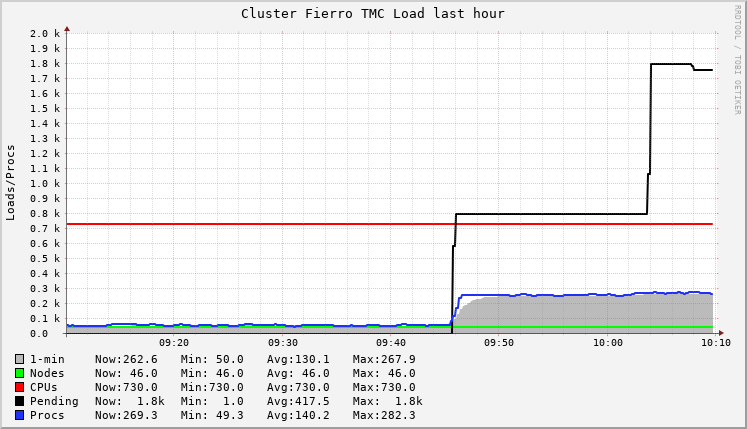 Cluster Fierro TMC Load last hour
RRDTOOL / TOBI OETIKER
Loads/Procs
2.0 k
1.9 k
1.8 k
1.7 k
1.6 k
1.5 k
1.4 k
1.3 k
1.2 k
1.1 k
1.0 k
0.9 k
0.8 k
0.7 k
0.6 k
0.5 k
0.4 k
0.3 k
0.2 k
0.1 k
0.0
09:20 09:30 09:40 09:50 10:00 10:10
1-min Now:262.6 Min: 50.0 Avg:130.1 Max:267.9
Nodes Now: 46.0 Min: 46.0 Avg: 46.0 Max: 46.0
CPUs Now:730.0 Min:730.0 Avg:730.0 Max:730.0
Pending Now: 1.8k Min: 1.0 Avg:417.5 Max: 1.8k
Procs Now:269.3 Min: 49.3 Avg:140.2 Max:282.3